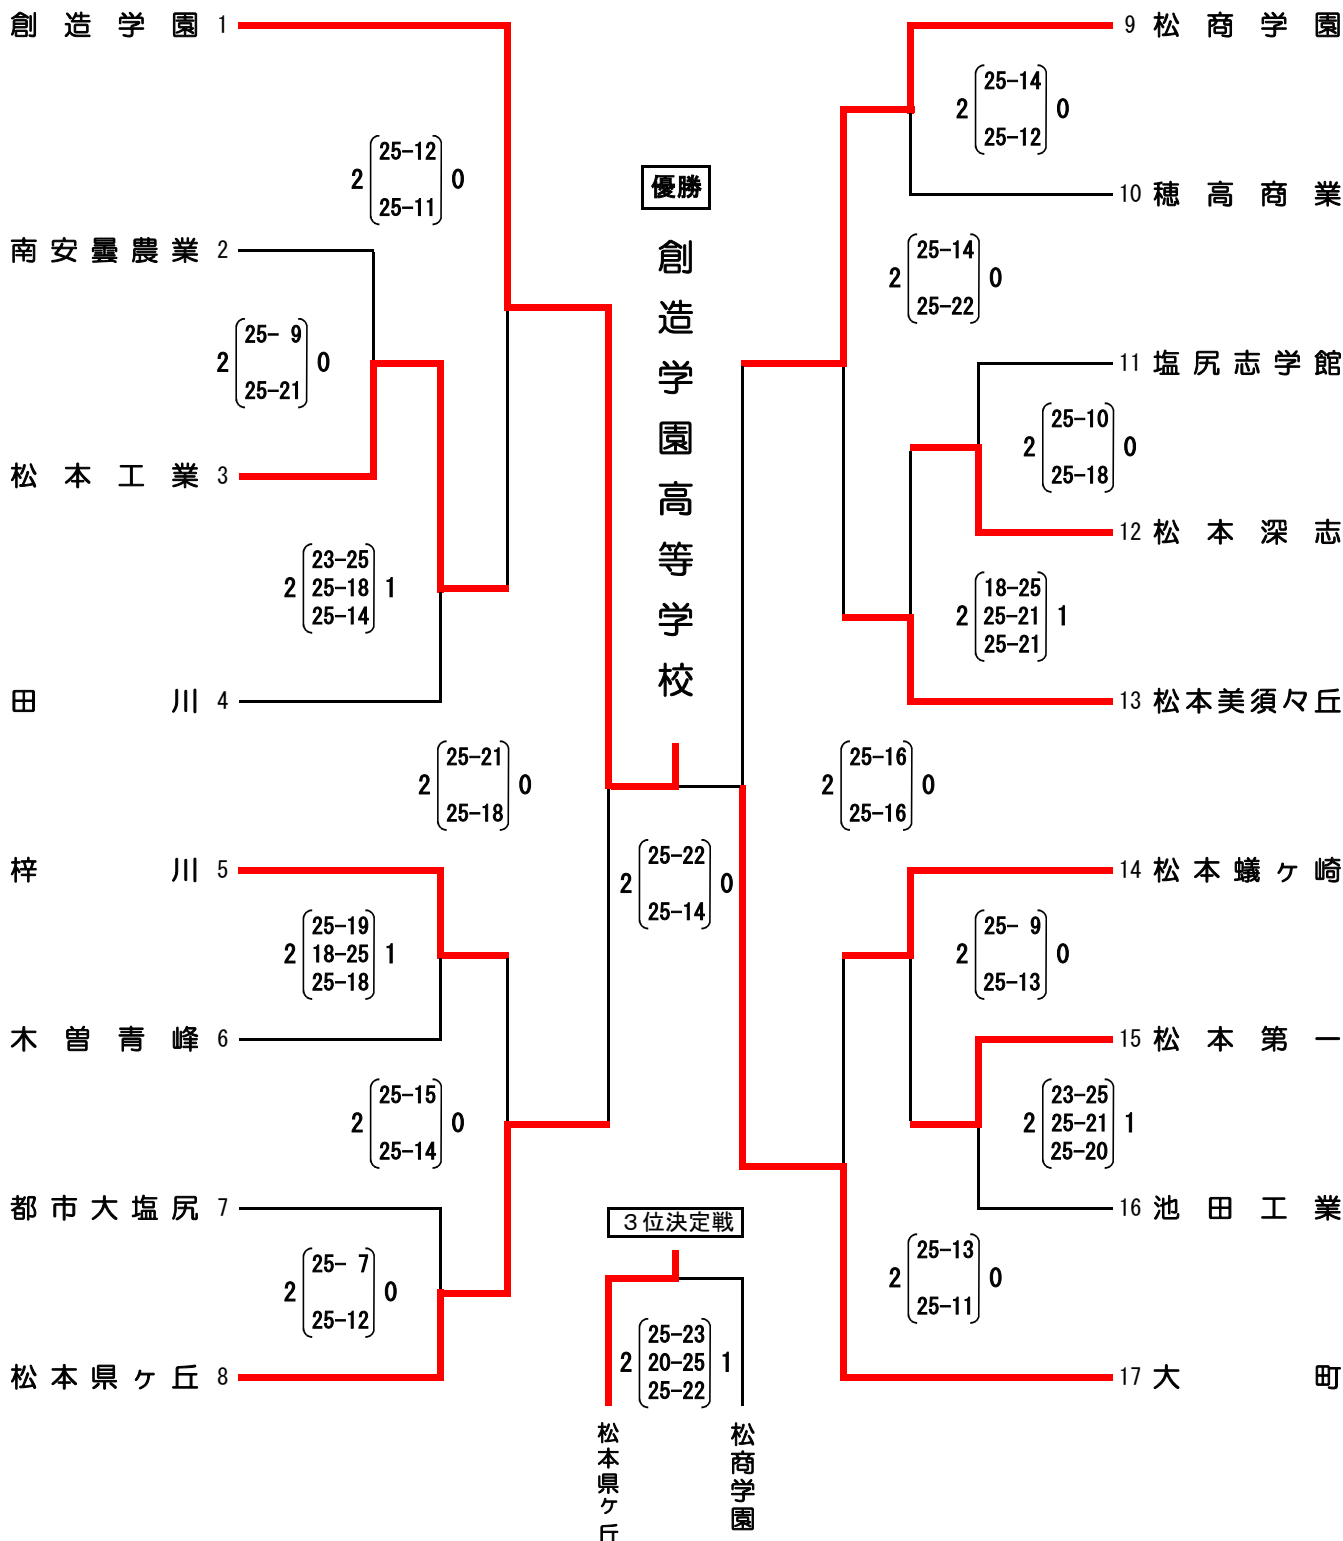 創造学園 1
2 25-12 0
25-11
南安曇農業 2
2 25- 9 0
25-21
松本工業 3
23-25
2 25-18 1
25-14
田川 4
2 25-21 0
25-18
梓川 5
25-19
2 18-25 1
25-18
木曽青峰 6
2 25-15 0
25-14
都市大塩尻 7
2 25- 7 0
25-12
松本県ヶ丘 8
優勝
創造学園高等学校
2 25-22 0
25-14
3位決定戦
25-23
2 20-25 1
25-22
松本県ヶ丘
松商学園
9 松商学園
2 25-14 0
25-12
10 穂高商業
2 25-14 0
25-22
11 塩尻志学館
2 25-10 0
25-18
12 松本深志
18-25
2 25-21 1
25-21
13 松本美須々丘
2 25-16 0
25-16
14 松本蟻ヶ崎
2 25- 9 0
25-13
15 松本第一
23-25
2 25-21 1
25-20
16 池田工業
2 25-13 0
25-11
17 大町